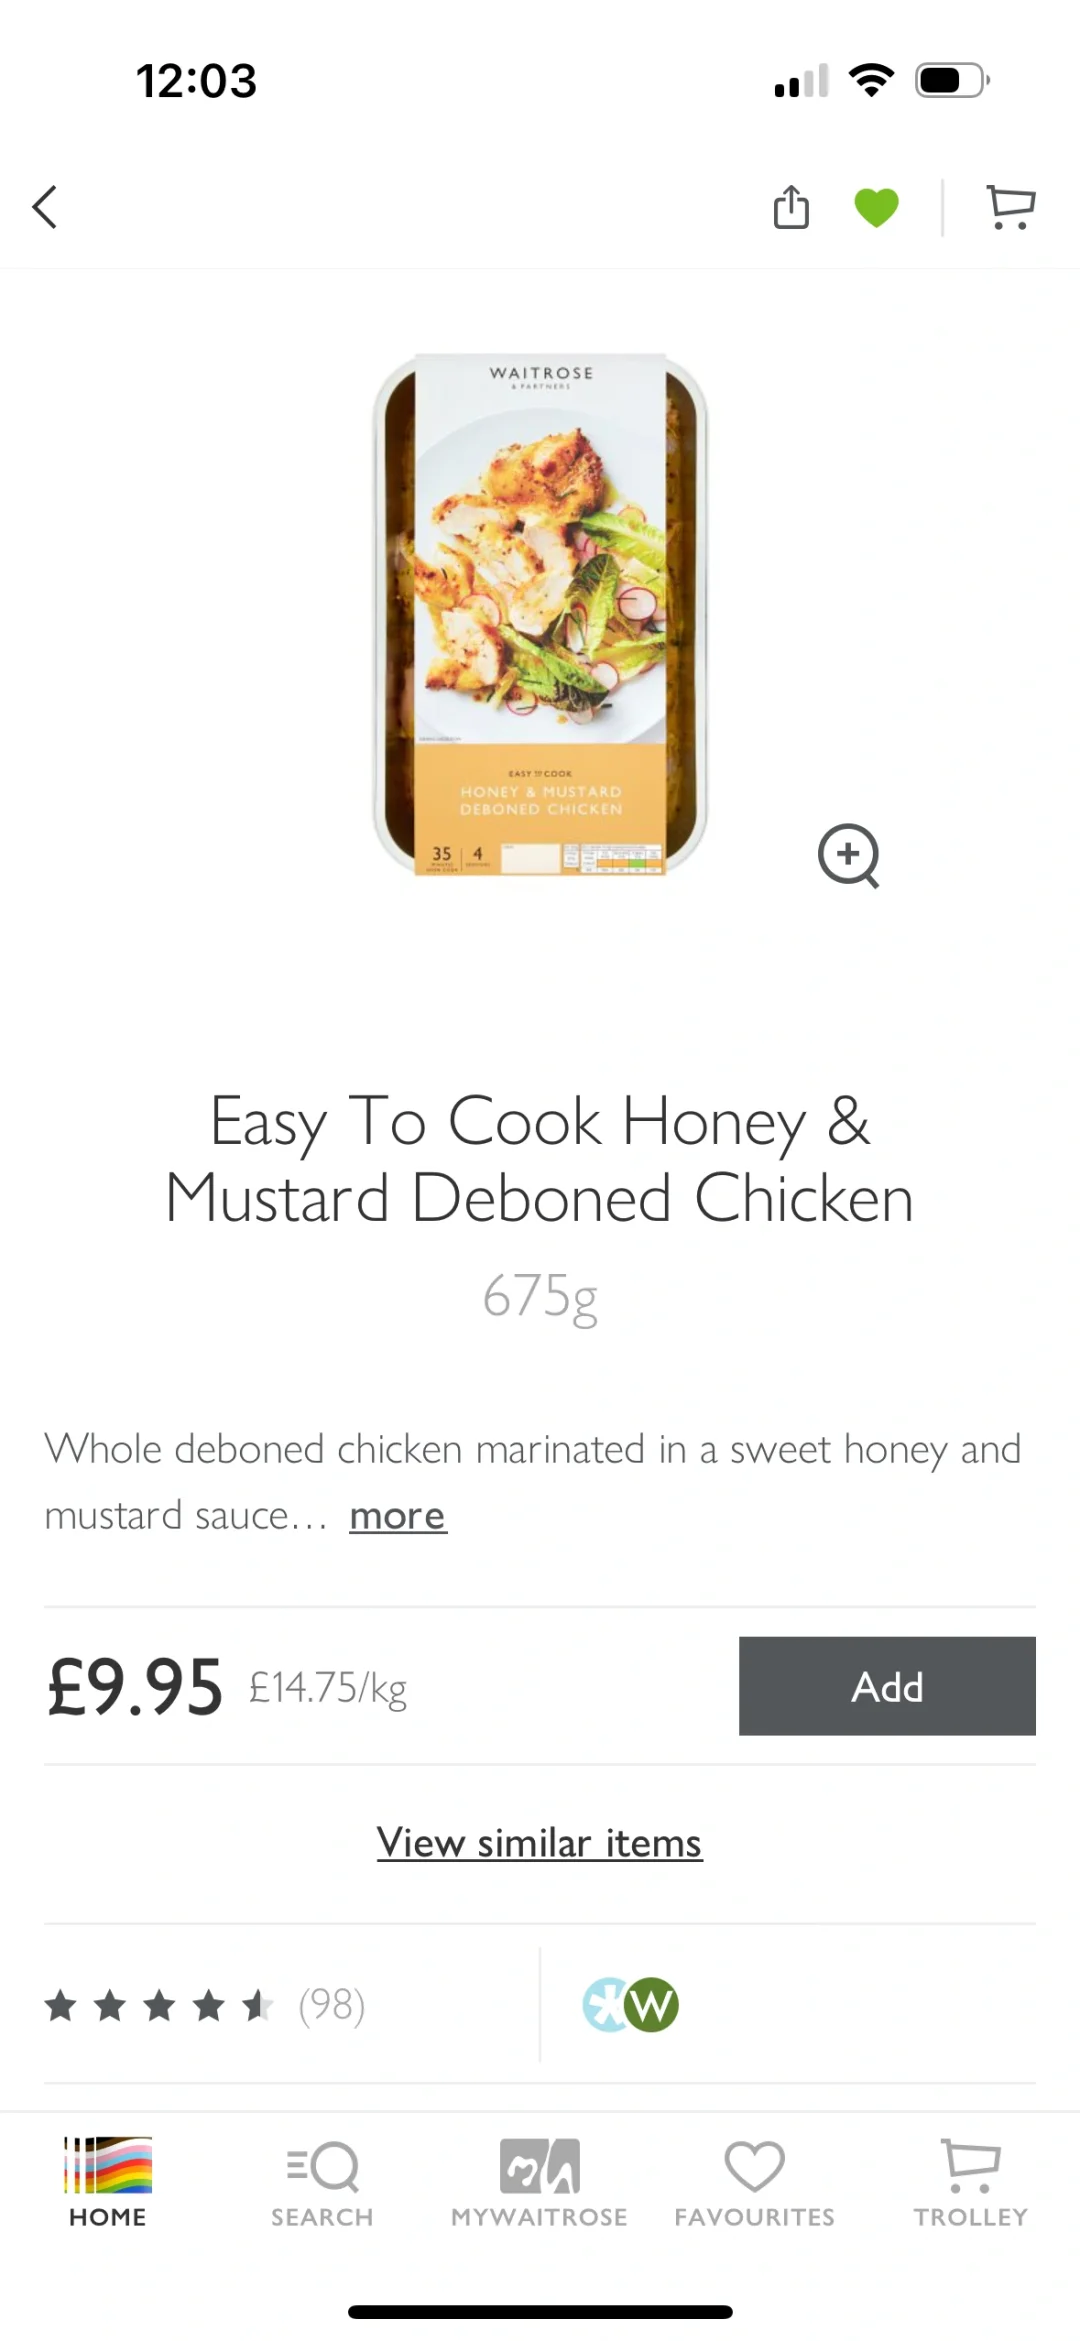 12:03
WAITROSE
& PARTNERS
EASY TO COOK
HONEY & MUSTARD
DEBONED CHICKEN
35 4
Easy To Cook Honey &
Mustard Deboned Chicken
675g
Whole deboned chicken marinated in a sweet honey and
mustard sauce... more
£9.95 £14.75/kg Add
View similar items
(98) W
HOME SEARCH MYWAITROSE FAVOURITES TROLLEY